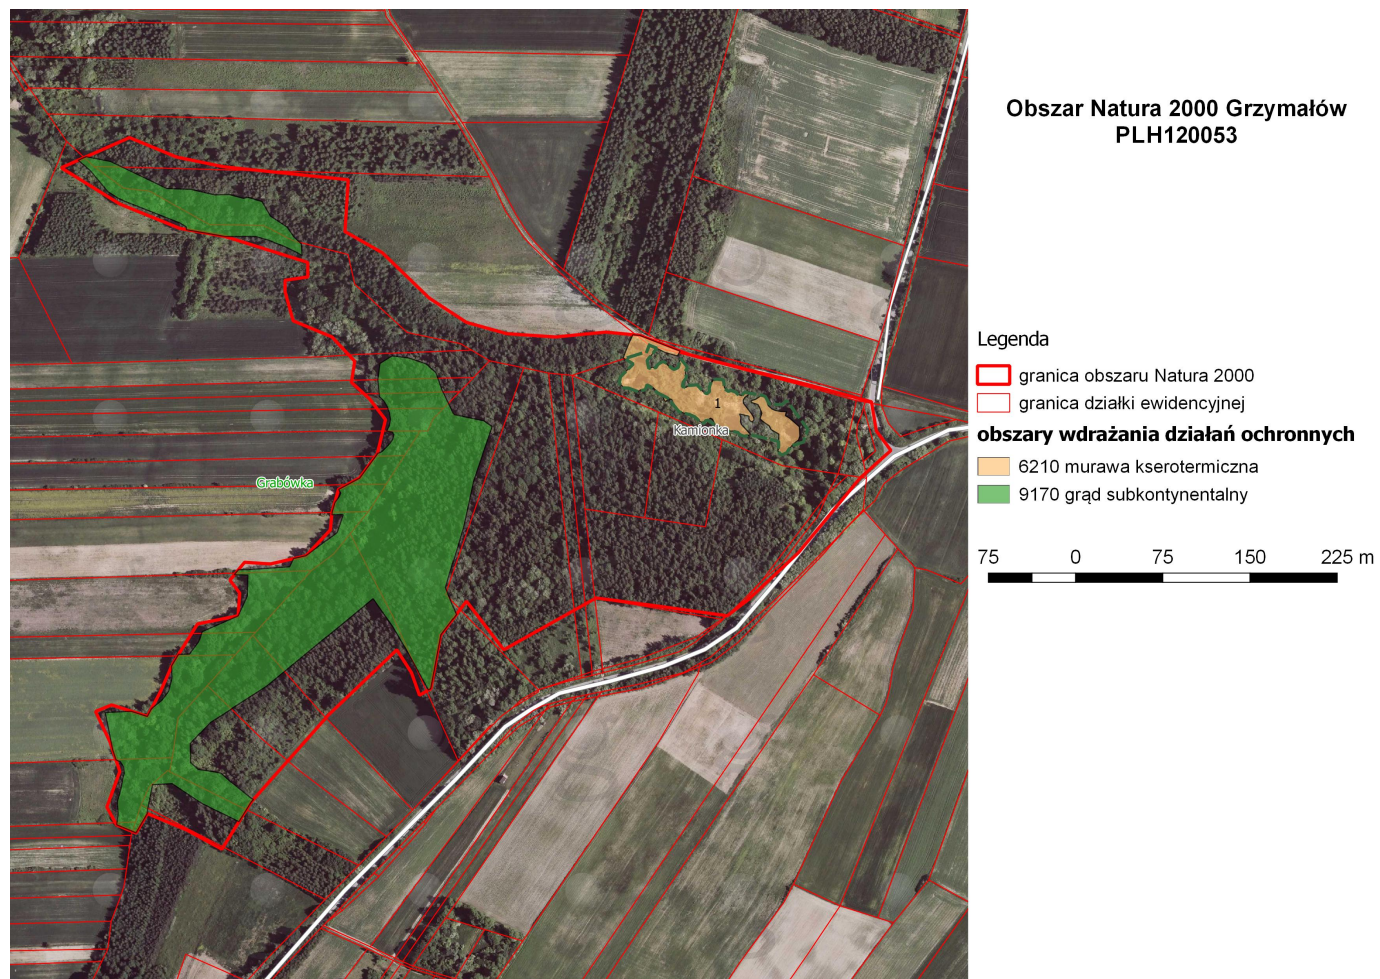 Obszar Natura 2000 Grzymałów
PLH120053
Legenda
granica obszaru Natura 2000
granica działki ewidencyjnej
obszary wdrażania działań ochronnych
6210 murawa kserotermiczna
9170 grąd subkontynentalny
75 0 75 150 225 m
1
Kamionka
Grabówka